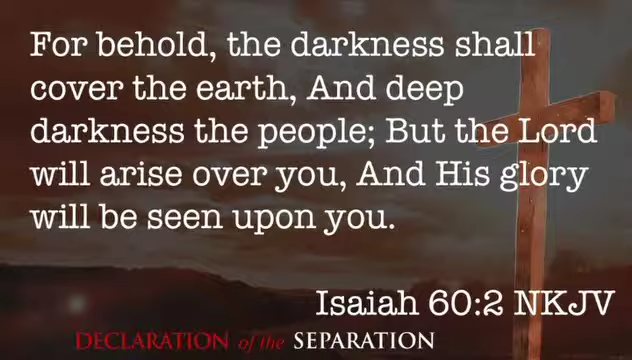 For behold, the darkness shall
cover the earth, And deep
darkness the people; But the Lord
will arise over you, And His glory
will be seen upon you.
Isaiah 60:2 NKJV
DECLARATION of the SEPARATION